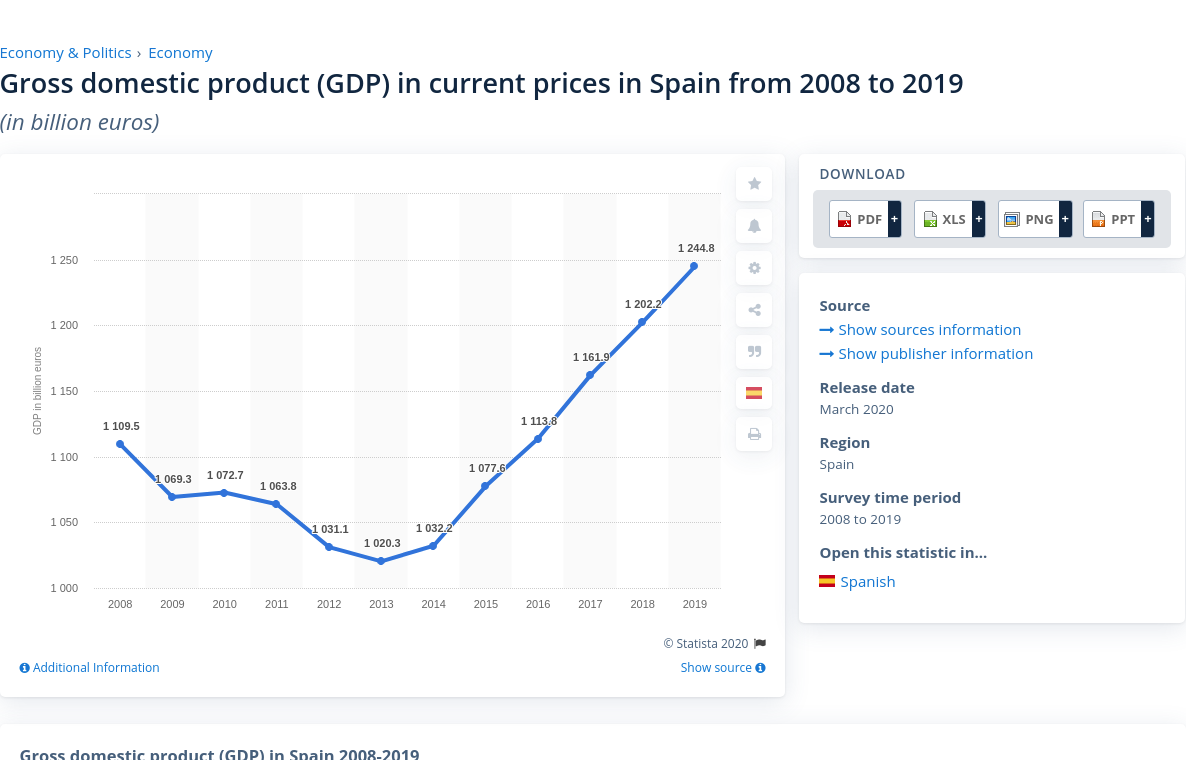 Economy & Politics › Economy
Gross domestic product (GDP) in current prices in Spain from 2008 to 2019
(in billion euros)
GDP in billion euros
1 250
1 200
1 150
1 100
1 050
1 000
1 109.5
1 069.3
1 072.7
1 063.8
1 031.1
1 020.3
1 032.2
1 077.6
1 113.8
1 161.9
1 202.2
1 244.8
2008 2009 2010 2011 2012 2013 2014 2015 2016 2017 2018 2019
© Statista 2020
Additional Information
Show source
DOWNLOAD
PDF + XLS + PNG + PPT +
Source
Show sources information
Show publisher information
Release date
March 2020
Region
Spain
Survey time period
2008 to 2019
Open this statistic in...
Spanish
Gross domestic product (GDP) in Spain 2008-2019